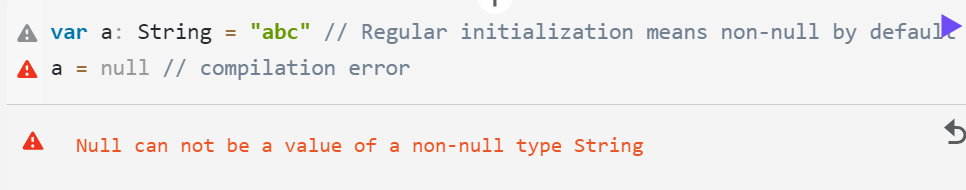 var a: String = "abc" // Regular initialization means non-null by default
a = null // compilation error
Null can not be a value of a non-null type String